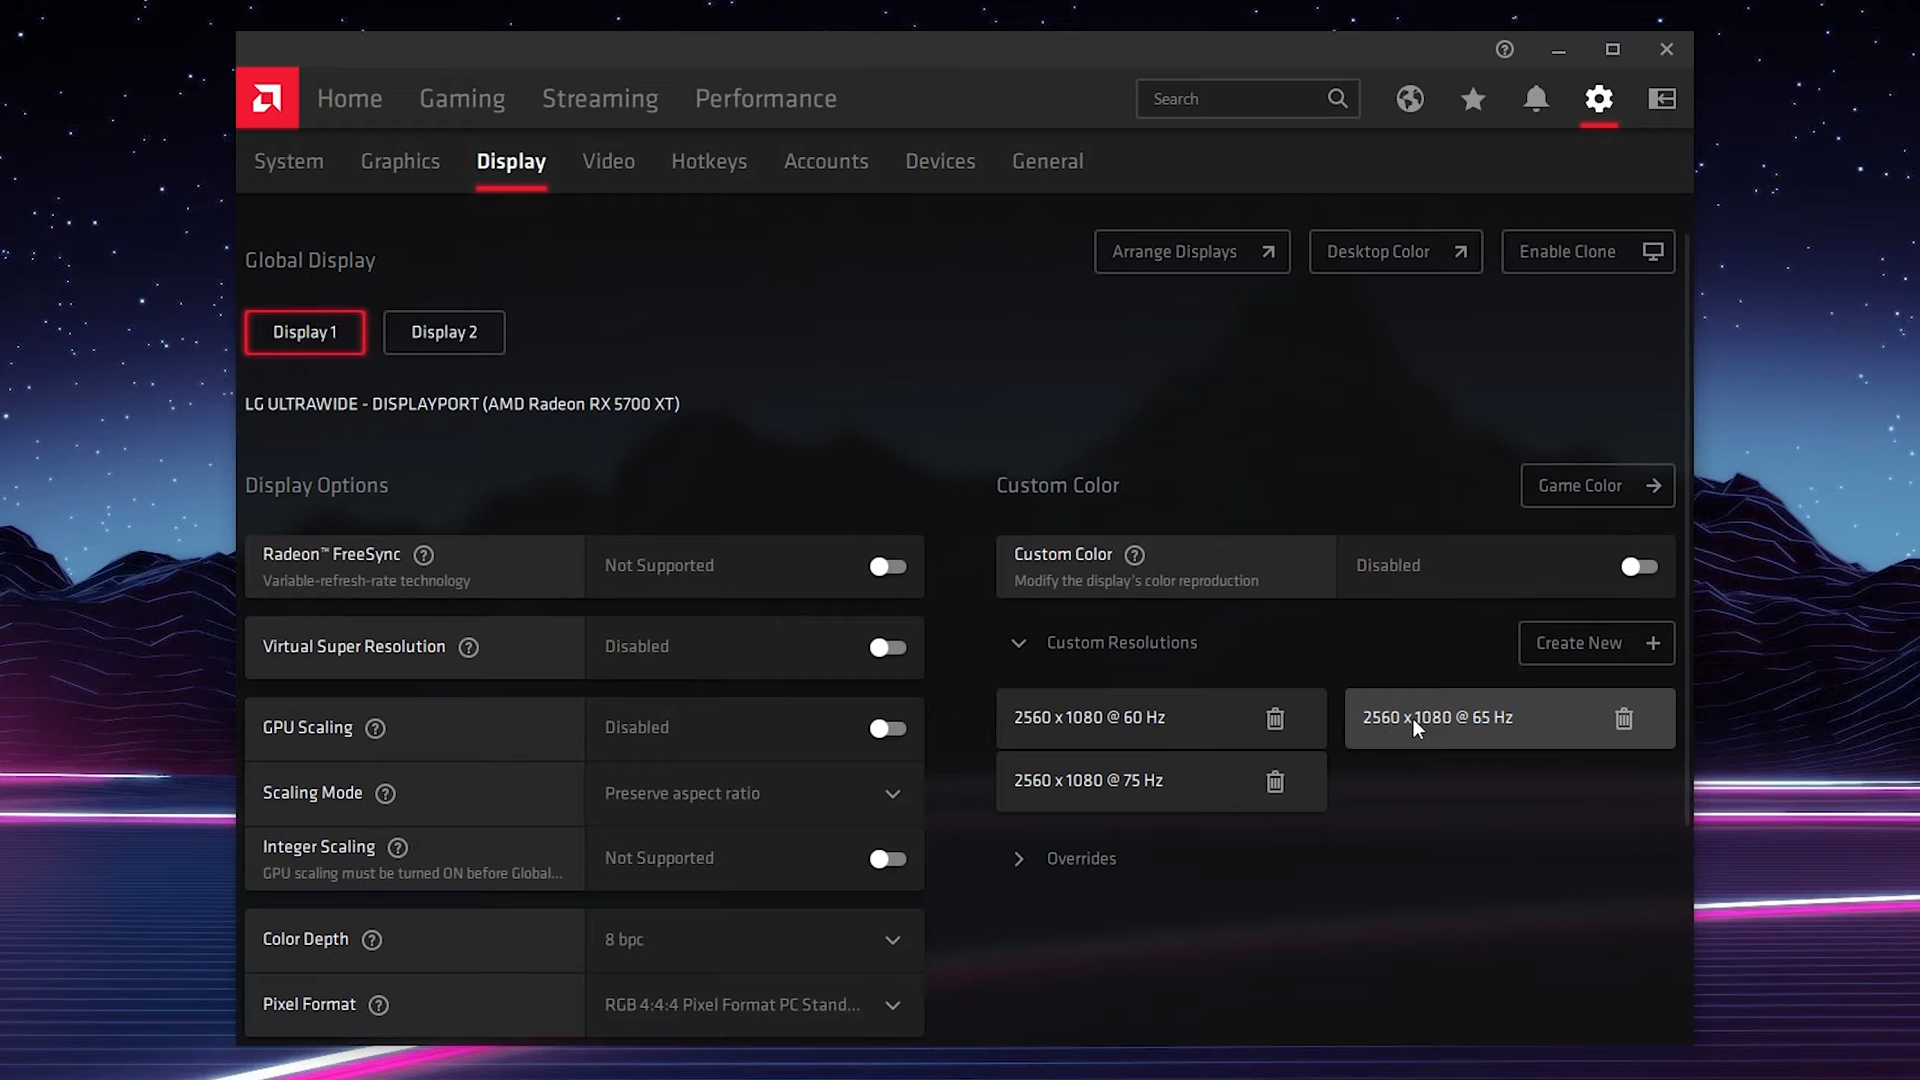 Home Gaming Streaming Performance Search
System Graphics Display Video Hotkeys Accounts Devices General
Global Display
Arrange Displays Desktop Color Enable Clone
Display 1 Display 2
LG ULTRAWIDE - DISPLAYPORT (AMD Radeon RX 5700 XT)
Display Options
Radeon™ FreeSync
Variable-refresh-rate technology
Not Supported
Virtual Super Resolution Disabled
GPU Scaling Disabled
Scaling Mode Preserve aspect ratio
Integer Scaling
GPU scaling must be turned ON before Global...
Not Supported
Color Depth 8 bpc
Pixel Format RGB 4:4:4 Pixel Format PC Stand...
Custom Color Game Color
Custom Color
Modify the display's color reproduction
Disabled
Custom Resolutions Create New
2560 x 1080 @ 60 Hz 2560 x 1080 @ 65 Hz
2560 x 1080 @ 75 Hz
Overrides